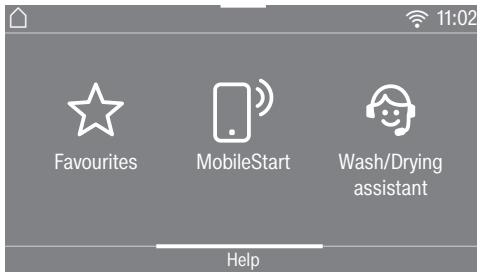 11:02
Favourites
MobileStart
Wash/Drying
assistant
Help